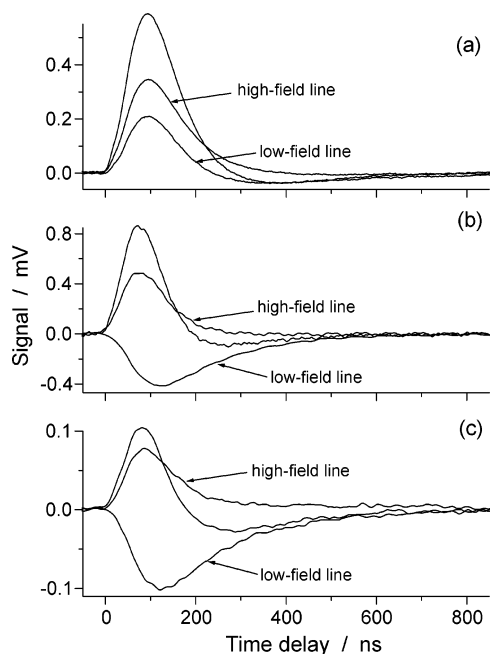 (a)
0.4
0.2
0.0
high-field line
low-field line
(b)
0.8
0.4
0.0
-0.4
high-field line
low-field line
Signal / mV
(c)
0.1
0.0
-0.1
high-field line
low-field line
0 200 400 600 800
Time delay / ns